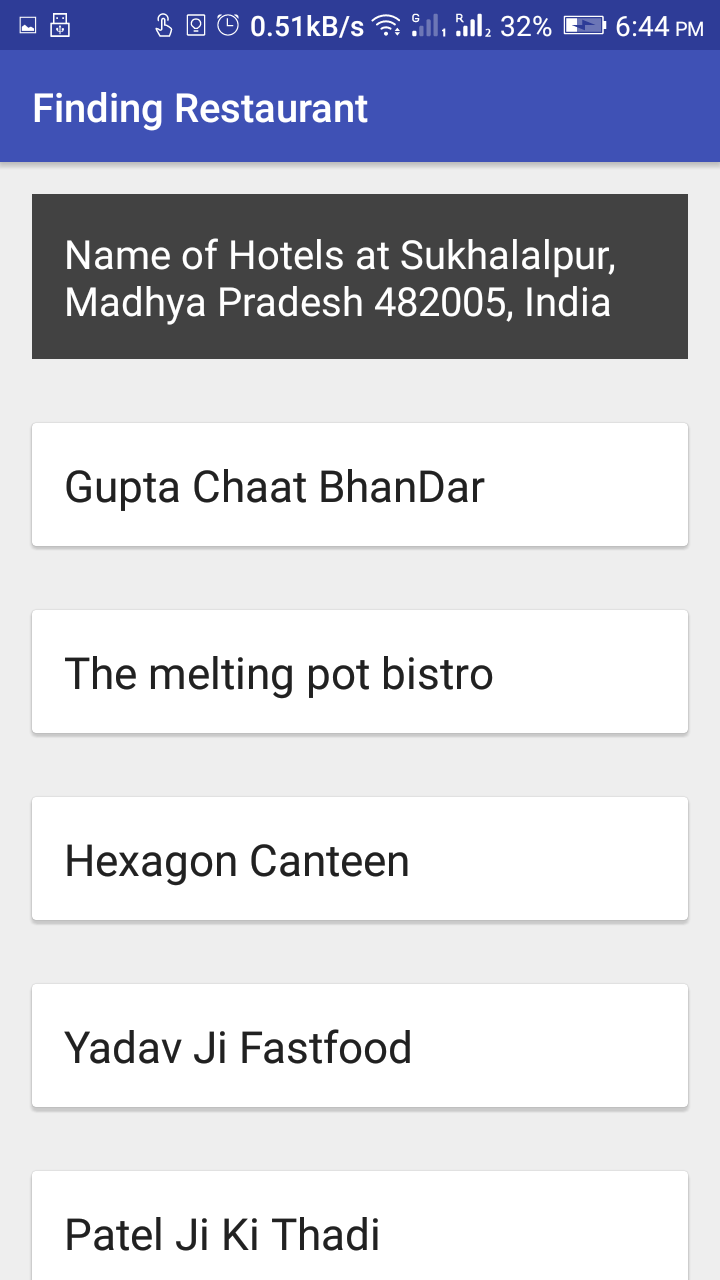 0.51kB/s G 1 R 2 32% 6:44 PM
Finding Restaurant
Name of Hotels at Sukhalalpur,
Madhya Pradesh 482005, India
Gupta Chaat BhanDar
The melting pot bistro
Hexagon Canteen
Yadav Ji Fastfood
Patel Ji Ki Thadi